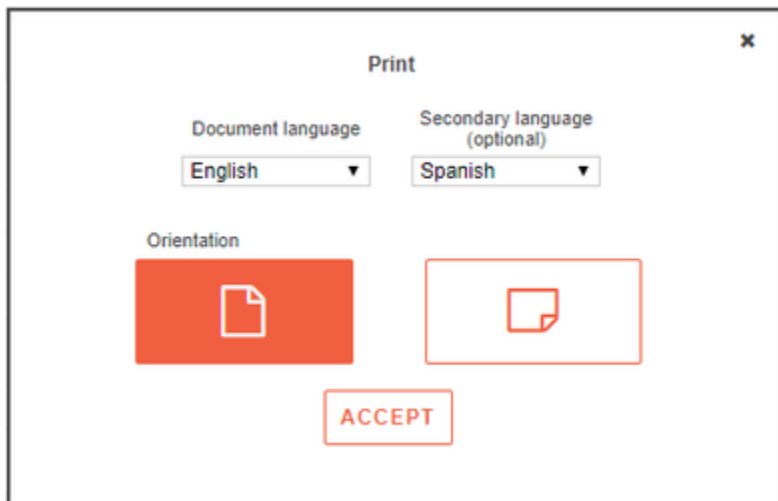 Print
Document language
Secondary language
(optional)
English
Spanish
Orientation
ACCEPT